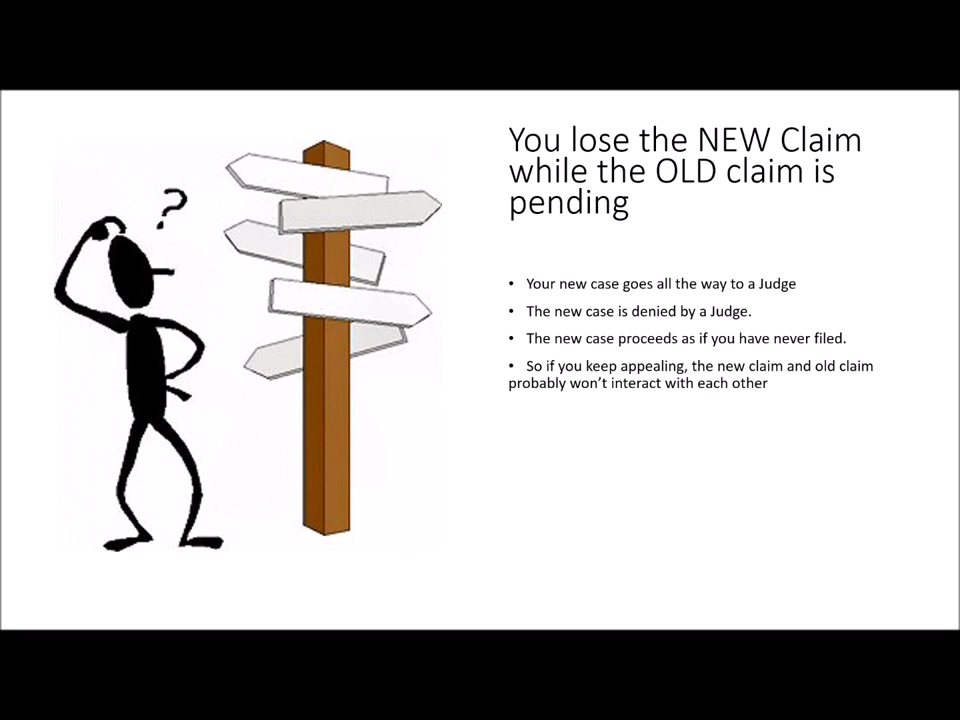 ?
You lose the NEW Claim
while the OLD claim is
pending
• Your new case goes all the way to a Judge
• The new case is denied by a Judge.
• The new case proceeds as if you have never filed.
• So if you keep appealing, the new claim and old claim
probably won’t interact with each other